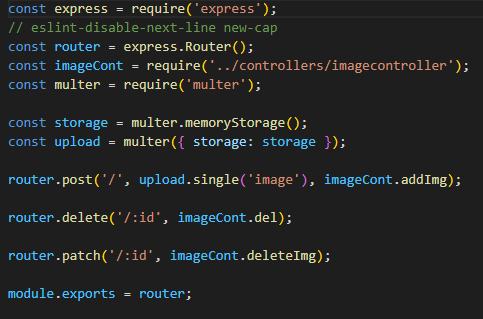 const express = require('express');
// eslint-disable-next-line new-cap
const router = express.Router();
const imageCont = require('../controllers/imagecontroller');
const multer = require('multer');
const storage = multer.memoryStorage();
const upload = multer({ storage: storage });
router.post('/', upload.single('image'), imageCont.addImg);
router.delete('/:id', imageCont.del);
router.patch('/:id', imageCont.deleteImg);
module.exports = router;